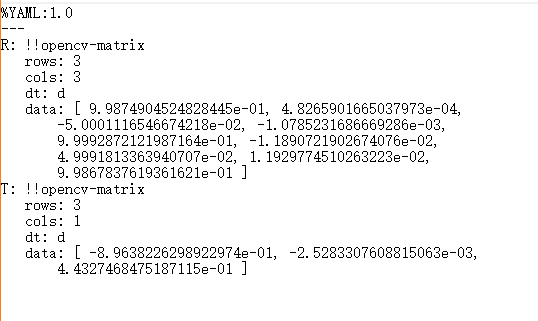 %YAML:1.0
---
R: !!opencv-matrix
   rows: 3
   cols: 3
   dt: d
   data: [ 9.9874904524828445e-01, 4.8265901665037973e-04,
       -5.0001116546674218e-02, -1.0785231686669286e-03,
       9.9992872121987164e-01, -1.1890721902674076e-02,
       4.9991813363940707e-02, 1.1929774510263223e-02,
       9.9867837619361621e-01 ]
T: !!opencv-matrix
   rows: 3
   cols: 1
   dt: d
   data: [ -8.9638226298922974e-01, -2.5283307608815063e-03,
       4.4327468475187115e-01 ]